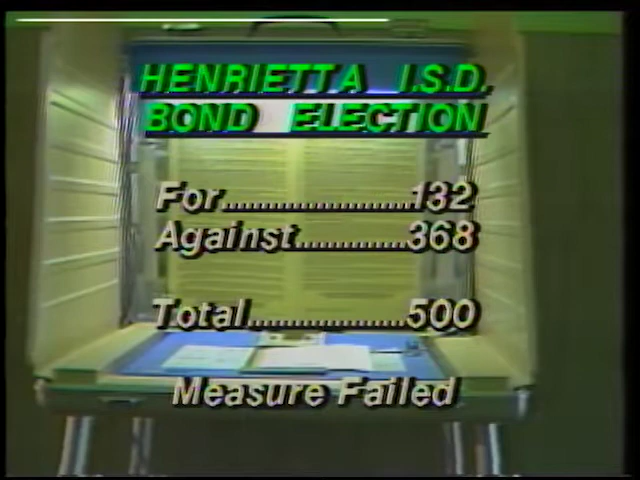 HENRIETTA I.S.D.
BOND ELECTION
For......................132
Against.............368
Total..................500
Measure Failed